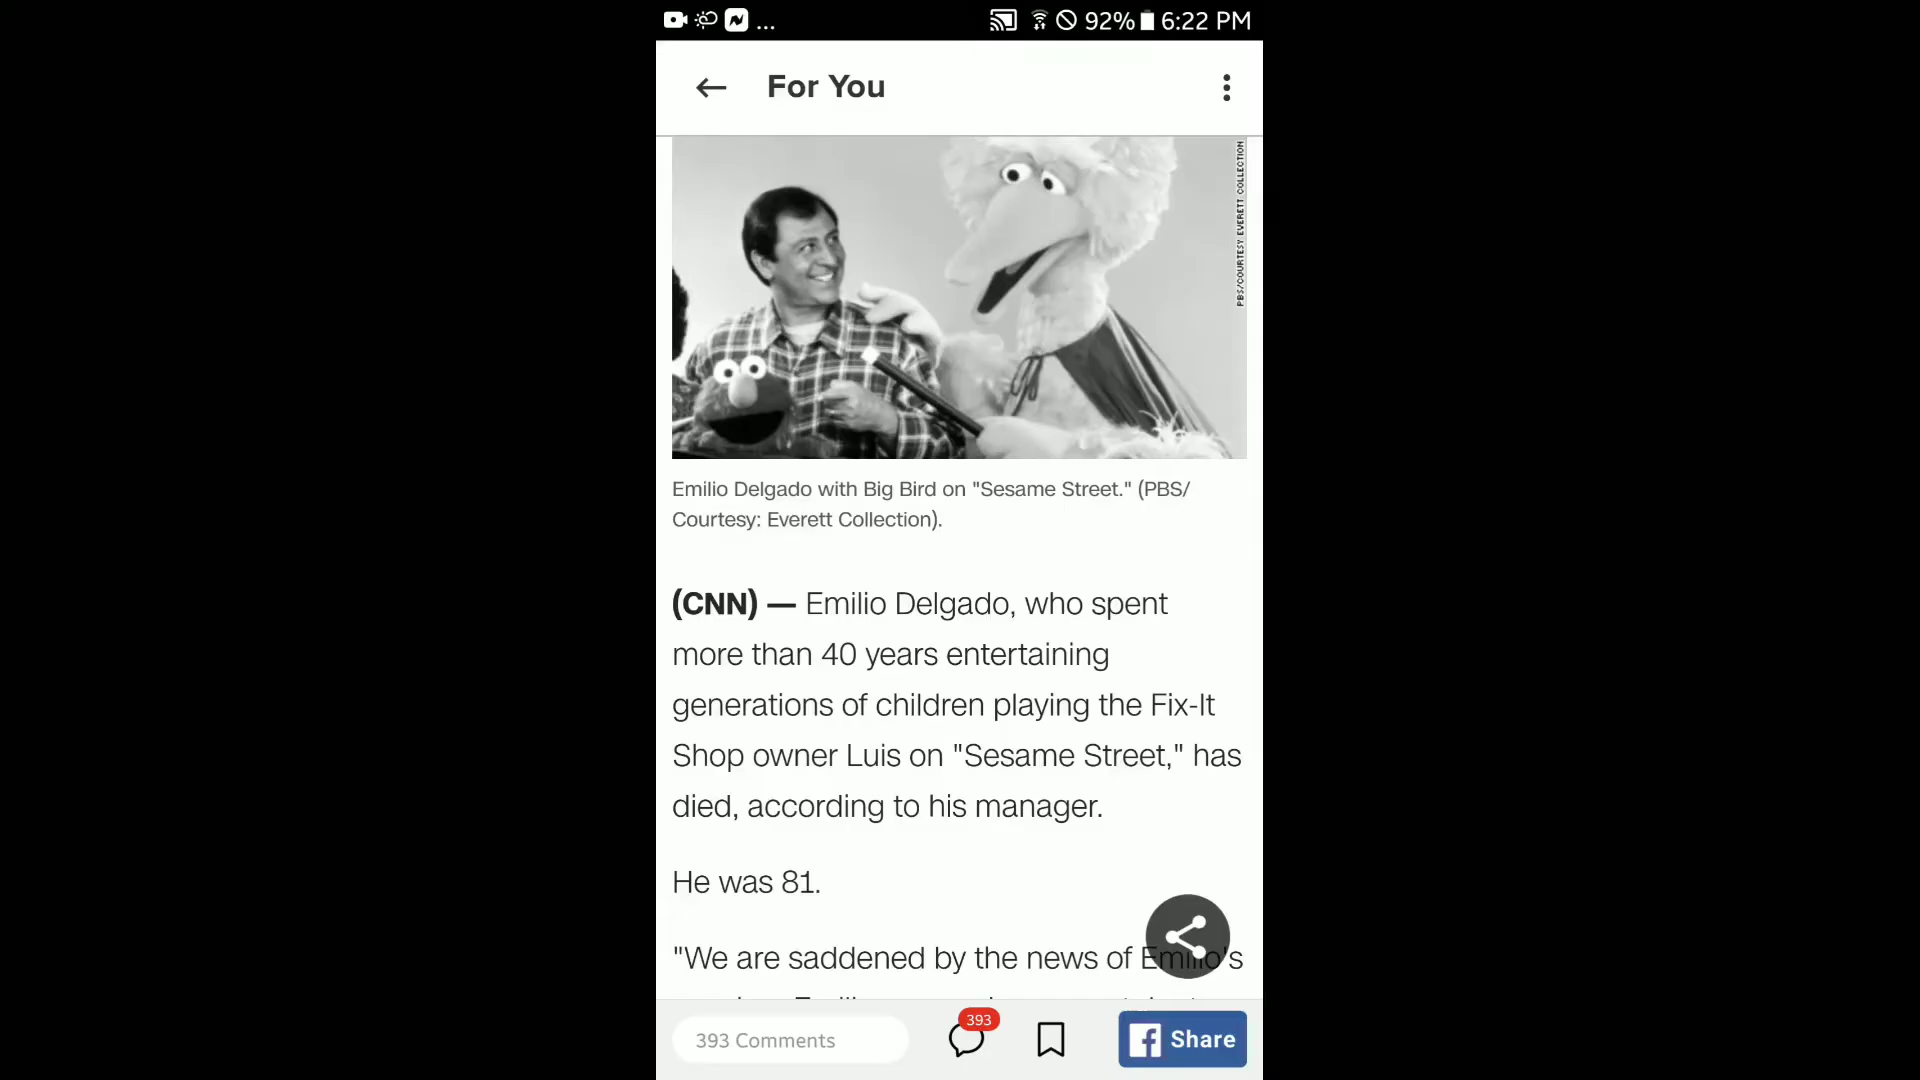 ... 92% 6:22 PM
For You
PBS/COURTESY EVERETT COLLECTION
Emilio Delgado with Big Bird on "Sesame Street." (PBS/
Courtesy: Everett Collection).
(CNN) — Emilio Delgado, who spent
more than 40 years entertaining
generations of children playing the Fix-It
Shop owner Luis on "Sesame Street," has
died, according to his manager.
He was 81.
"We are saddened by the news of Emilio's
393 Comments
393
Share